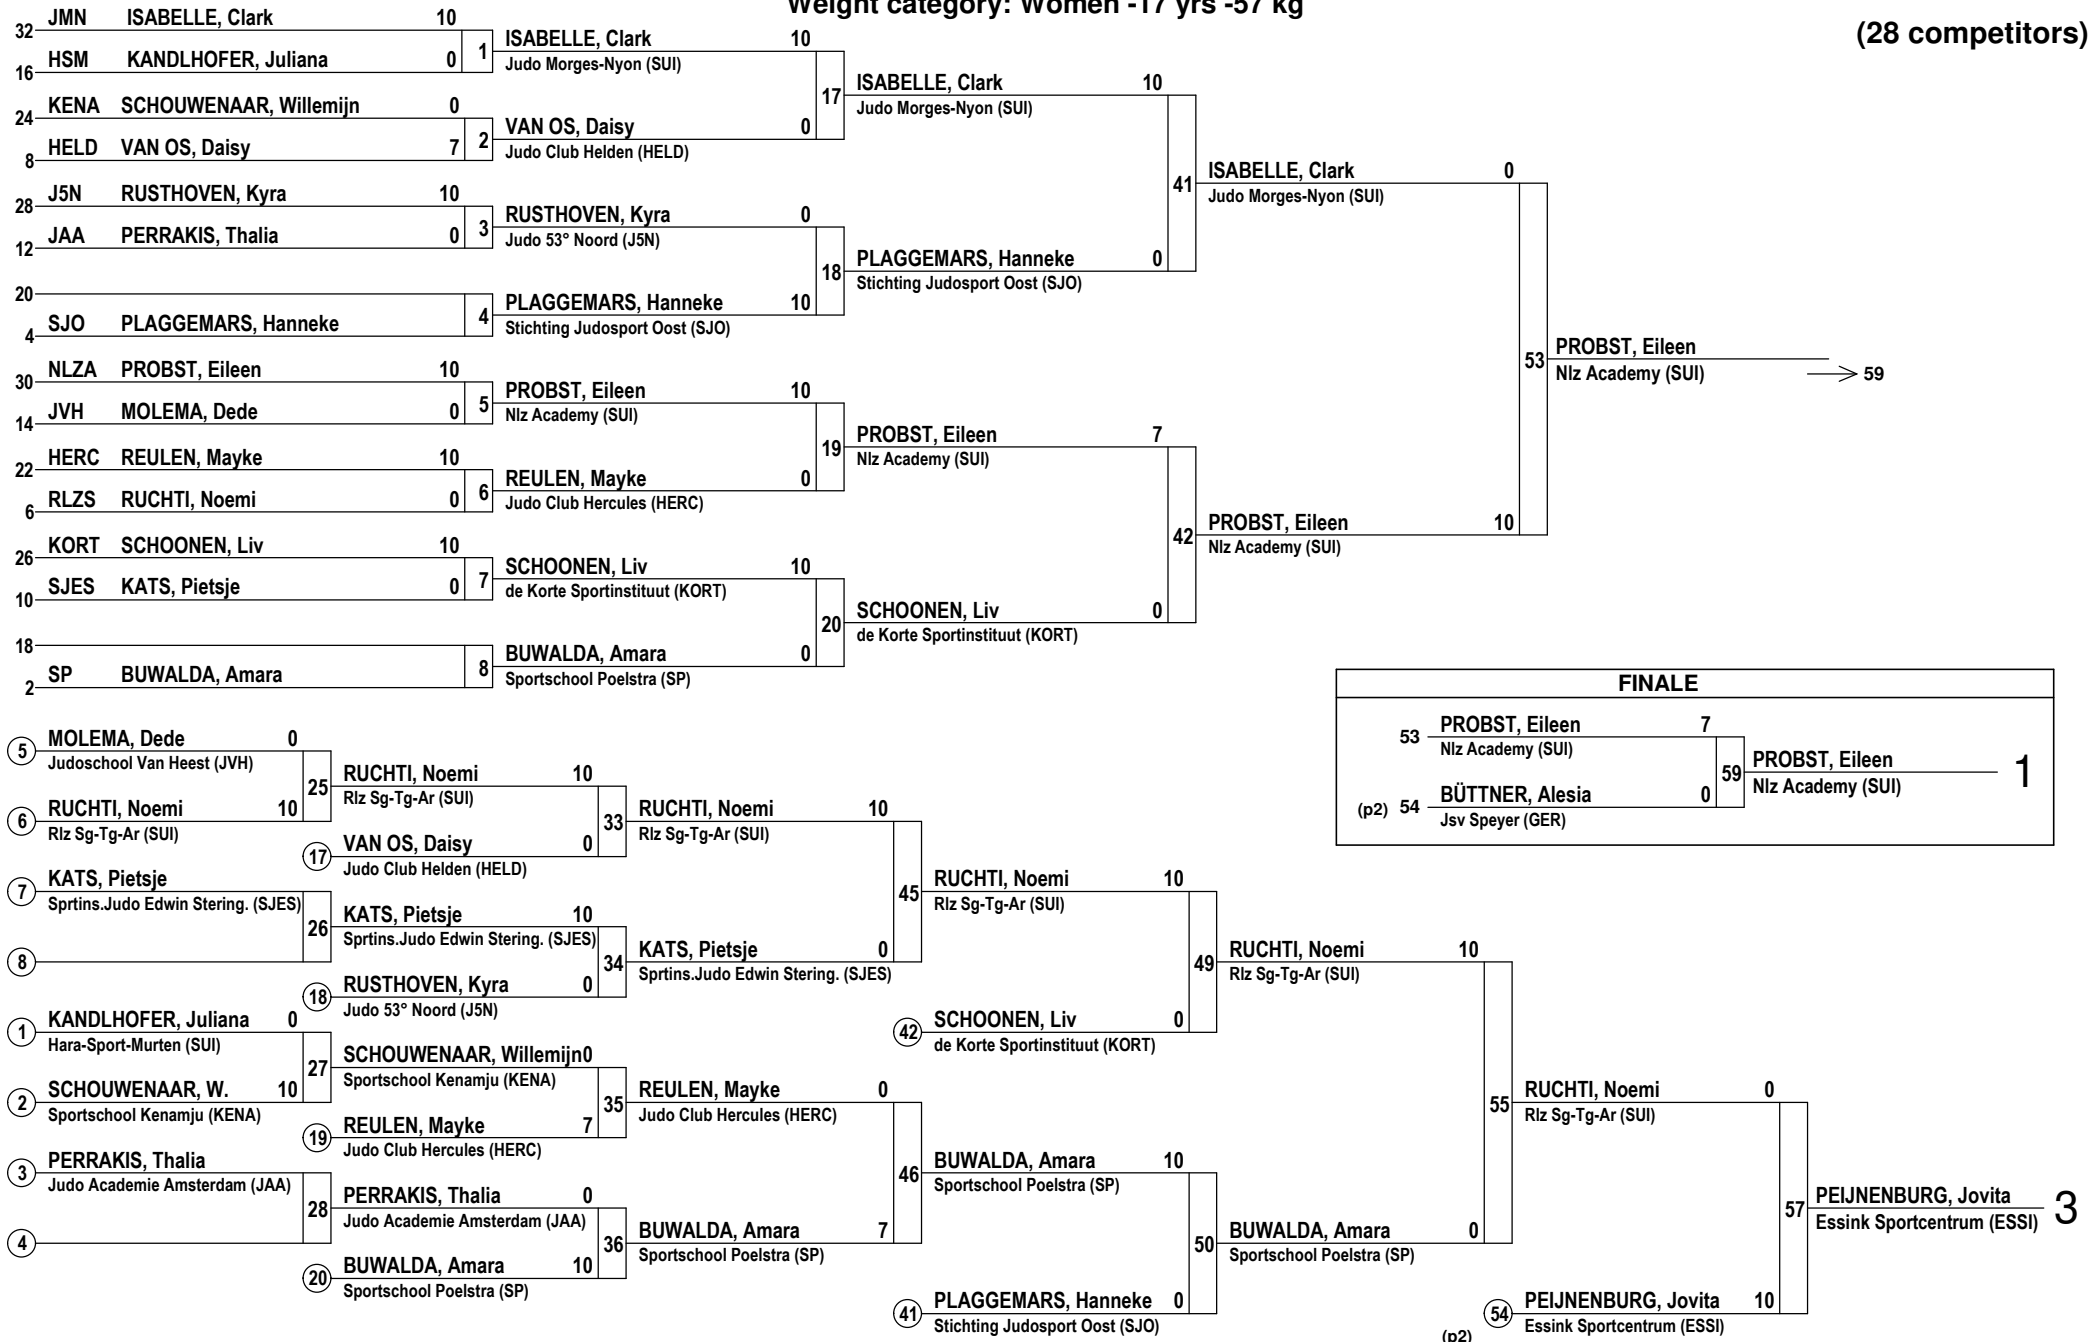 Weight category: Women -17 yrs -57 kg
(28 competitors)
32 JMN ISABELLE, Clark 10
16 HSM KANDLHOFER, Juliana 0
1
24 KENA SCHOUWENAAR, Willemijn 0
8 HELD VAN OS, Daisy 7
2
28 J5N RUSTHOVEN, Kyra 10
12 JAA PERRAKIS, Thalia 0
3
20
4 SJO PLAGGEMARS, Hanneke
4
30 NLZA PROBST, Eileen 10
14 JVH MOLEMA, Dede 0
5
22 HERC REULEN, Mayke 10
6 RLZS RUCHTI, Noemi 0
6
26 KORT SCHOONEN, Liv 10
10 SJES KATS, Pietsje 0
7
18
2 SP BUWALDA, Amara
8
ISABELLE, Clark 10
Judo Morges-Nyon (SUI)
17
VAN OS, Daisy 0
Judo Club Helden (HELD)
RUSTHOVEN, Kyra 0
Judo 53° Noord (J5N)
18
PLAGGEMARS, Hanneke 10
Stichting Judosport Oost (SJO)
PROBST, Eileen 10
Nlz Academy (SUI)
19
REULEN, Mayke 0
Judo Club Hercules (HERC)
SCHOONEN, Liv 10
de Korte Sportinstituut (KORT)
20
BUWALDA, Amara 0
Sportschool Poelstra (SP)
ISABELLE, Clark 10
Judo Morges-Nyon (SUI)
41
PLAGGEMARS, Hanneke 0
Stichting Judosport Oost (SJO)
PROBST, Eileen 7
Nlz Academy (SUI)
42
SCHOONEN, Liv 0
de Korte Sportinstituut (KORT)
ISABELLE, Clark 0
Judo Morges-Nyon (SUI)
53
PROBST, Eileen 10
Nlz Academy (SUI)
PROBST, Eileen
Nlz Academy (SUI)
59
FINALE
53 PROBST, Eileen 7
Nlz Academy (SUI)
(p2) 54 BÜTTNER, Alesia 0
Jsv Speyer (GER)
59
PROBST, Eileen
Nlz Academy (SUI)
1
5 MOLEMA, Dede 0
Judoschool Van Heest (JVH)
25
6 RUCHTI, Noemi 10
Rlz Sg-Tg-Ar (SUI)
7 KATS, Pietsje
Sprtins.Judo Edwin Stering. (SJES)
26
8
1 KANDLHOFER, Juliana 0
Hara-Sport-Murten (SUI)
27
2 SCHOUWENAAR, W. 10
Sportschool Kenamju (KENA)
3 PERRAKIS, Thalia
Judo Academie Amsterdam (JAA)
28
4
RUCHTI, Noemi 10
Rlz Sg-Tg-Ar (SUI)
33
17 VAN OS, Daisy 0
Judo Club Helden (HELD)
KATS, Pietsje 10
Sprtins.Judo Edwin Stering. (SJES)
34
18 RUSTHOVEN, Kyra 0
Judo 53° Noord (J5N)
SCHOUWENAAR, Willemijn0
Sportschool Kenamju (KENA)
35
19 REULEN, Mayke 7
Judo Club Hercules (HERC)
PERRAKIS, Thalia 0
Judo Academie Amsterdam (JAA)
36
20 BUWALDA, Amara 10
Sportschool Poelstra (SP)
RUCHTI, Noemi 10
Rlz Sg-Tg-Ar (SUI)
45
KATS, Pietsje 0
Sprtins.Judo Edwin Stering. (SJES)
REULEN, Mayke 0
Judo Club Hercules (HERC)
46
BUWALDA, Amara 7
Sportschool Poelstra (SP)
RUCHTI, Noemi 10
Rlz Sg-Tg-Ar (SUI)
49
42 SCHOONEN, Liv 0
de Korte Sportinstituut (KORT)
BUWALDA, Amara 10
Sportschool Poelstra (SP)
50
41 PLAGGEMARS, Hanneke 0
Stichting Judosport Oost (SJO)
RUCHTI, Noemi 10
Rlz Sg-Tg-Ar (SUI)
55
BUWALDA, Amara 0
Sportschool Poelstra (SP)
RUCHTI, Noemi 0
Rlz Sg-Tg-Ar (SUI)
57
54 PEIJNENBURG, Jovita 10
(p2) Essink Sportcentrum (ESSI)
PEIJNENBURG, Jovita
Essink Sportcentrum (ESSI)
3